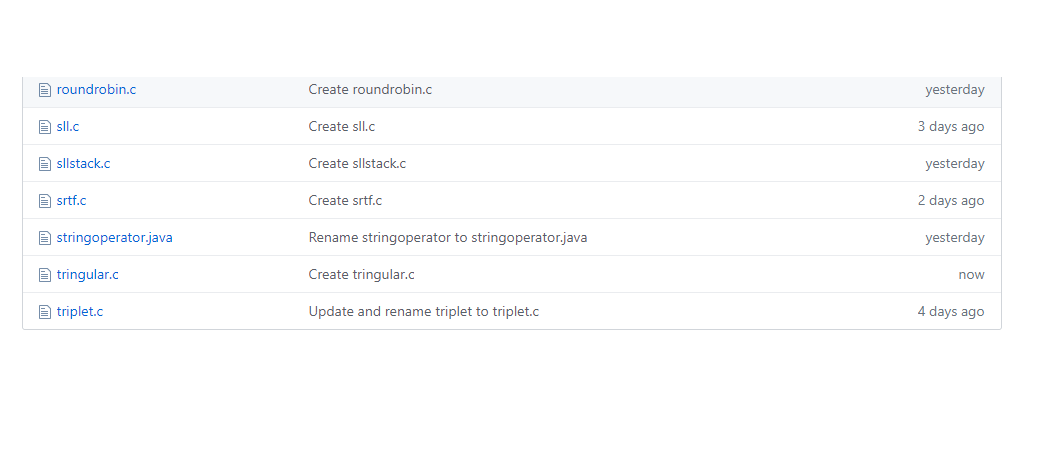 roundrobin.c Create roundrobin.c yesterday
sll.c Create sll.c 3 days ago
sllstack.c Create sllstack.c yesterday
srtf.c Create srtf.c 2 days ago
stringoperator.java Rename stringoperator to stringoperator.java yesterday
tringular.c Create tringular.c now
triplet.c Update and rename triplet to triplet.c 4 days ago